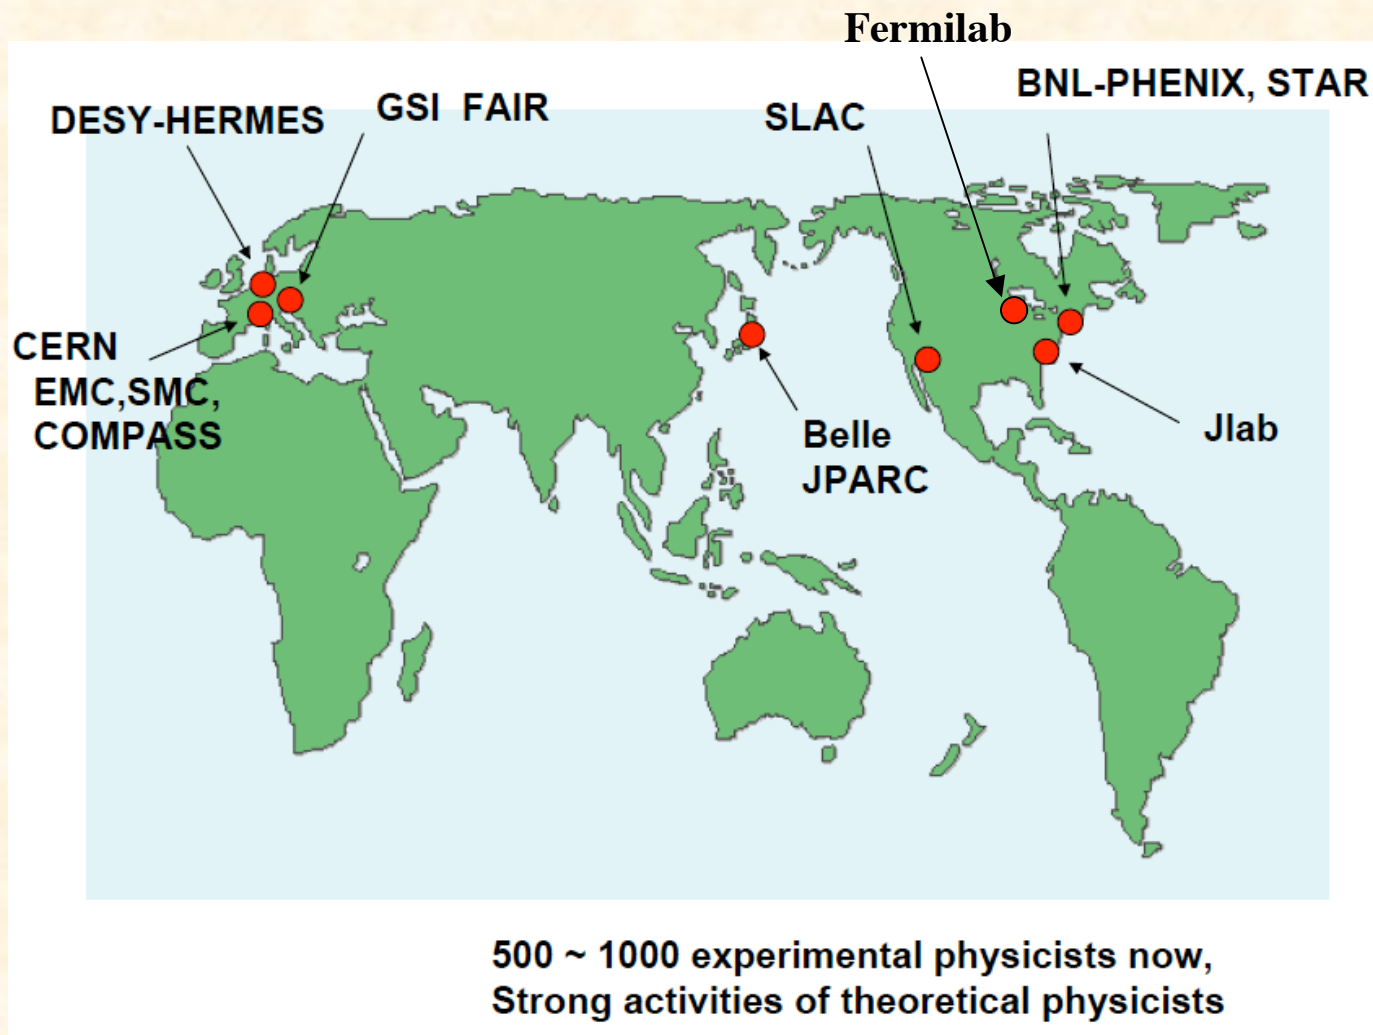 Fermilab
BNL-PHENIX, STAR
DESY-HERMES
GSI  FAIR
SLAC
CERN
EMC,SMC,
COMPASS
Belle
JPARC
Jlab
500 ~ 1000 experimental physicists now,
Strong activities of theoretical physicists